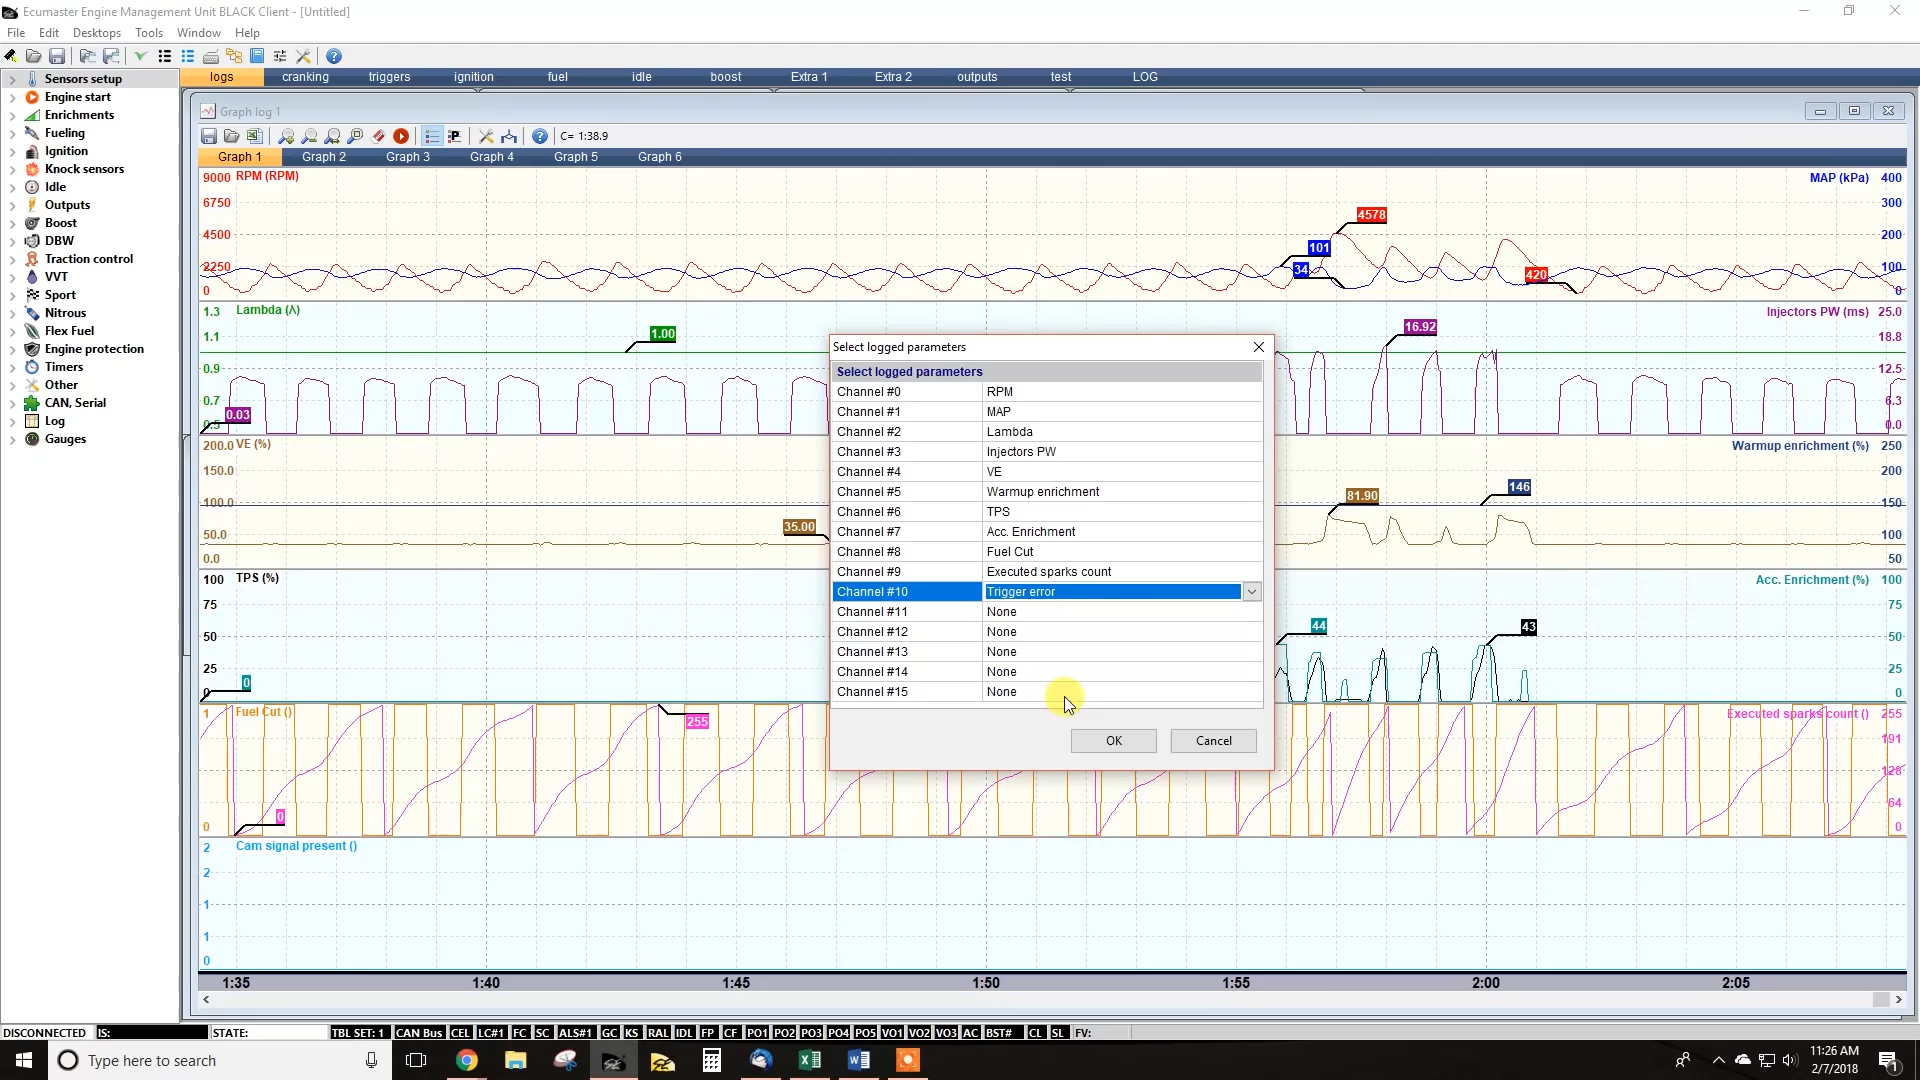 Ecumaster Engine Management Unit BLACK Client - [Untitled]
File Edit Desktops Tools Window Help
logs cranking triggers ignition fuel idle boost Extra 1 Extra 2 outputs test LOG
Sensors setup
Engine start
Enrichments
Fueling
Ignition
Knock sensors
Idle
Outputs
Boost
DBW
Traction control
VVT
Sport
Nitrous
Flex Fuel
Engine protection
Timers
Other
CAN, Serial
Log
Gauges
Graph log 1
C= 1:38.9
Graph 1 Graph 2 Graph 3 Graph 4 Graph 5 Graph 6
9000 RPM (RPM) MAP (kPa) 400
6750 300
4578
4500 200
101
2250 34 420 100
0 0
1.3 Lambda (λ) Injectors PW (ms) 25.0
1.1 1.00 16.92 18.8
0.9 12.5
0.7 6.3
0.03
0.5 0.0
200.0 VE (%) Warmup enrichment (%) 250
150.0 200
100.0 81.90 146 150
50.0 35.00 100
0.0 50
100 TPS (%) Acc. Enrichment (%) 100
75 75
50 44 43 50
25 25
0 0 0
1 Fuel Cut () Executed sparks count () 255
255
191
128
64
0 0 0
2 Cam signal present ()
2
1
1
0
1:35 1:40 1:45 1:50 1:55 2:00 2:05
Select logged parameters
Select logged parameters
Channel #0 RPM
Channel #1 MAP
Channel #2 Lambda
Channel #3 Injectors PW
Channel #4 VE
Channel #5 Warmup enrichment
Channel #6 TPS
Channel #7 Acc. Enrichment
Channel #8 Fuel Cut
Channel #9 Executed sparks count
Channel #10 Trigger error
Channel #11 None
Channel #12 None
Channel #13 None
Channel #14 None
Channel #15 None
OK Cancel
DISCONNECTED IS: STATE: TBL SET: 1 CAN Bus CEL LC#1 FC SC ALS#1 GC KS RAL IDL FP CF PO1 PO2 PO3 PO4 PO5 VO1 VO2 VO3 AC BST# CL SL FV:
Type here to search
11:26 AM
2/7/2018
1